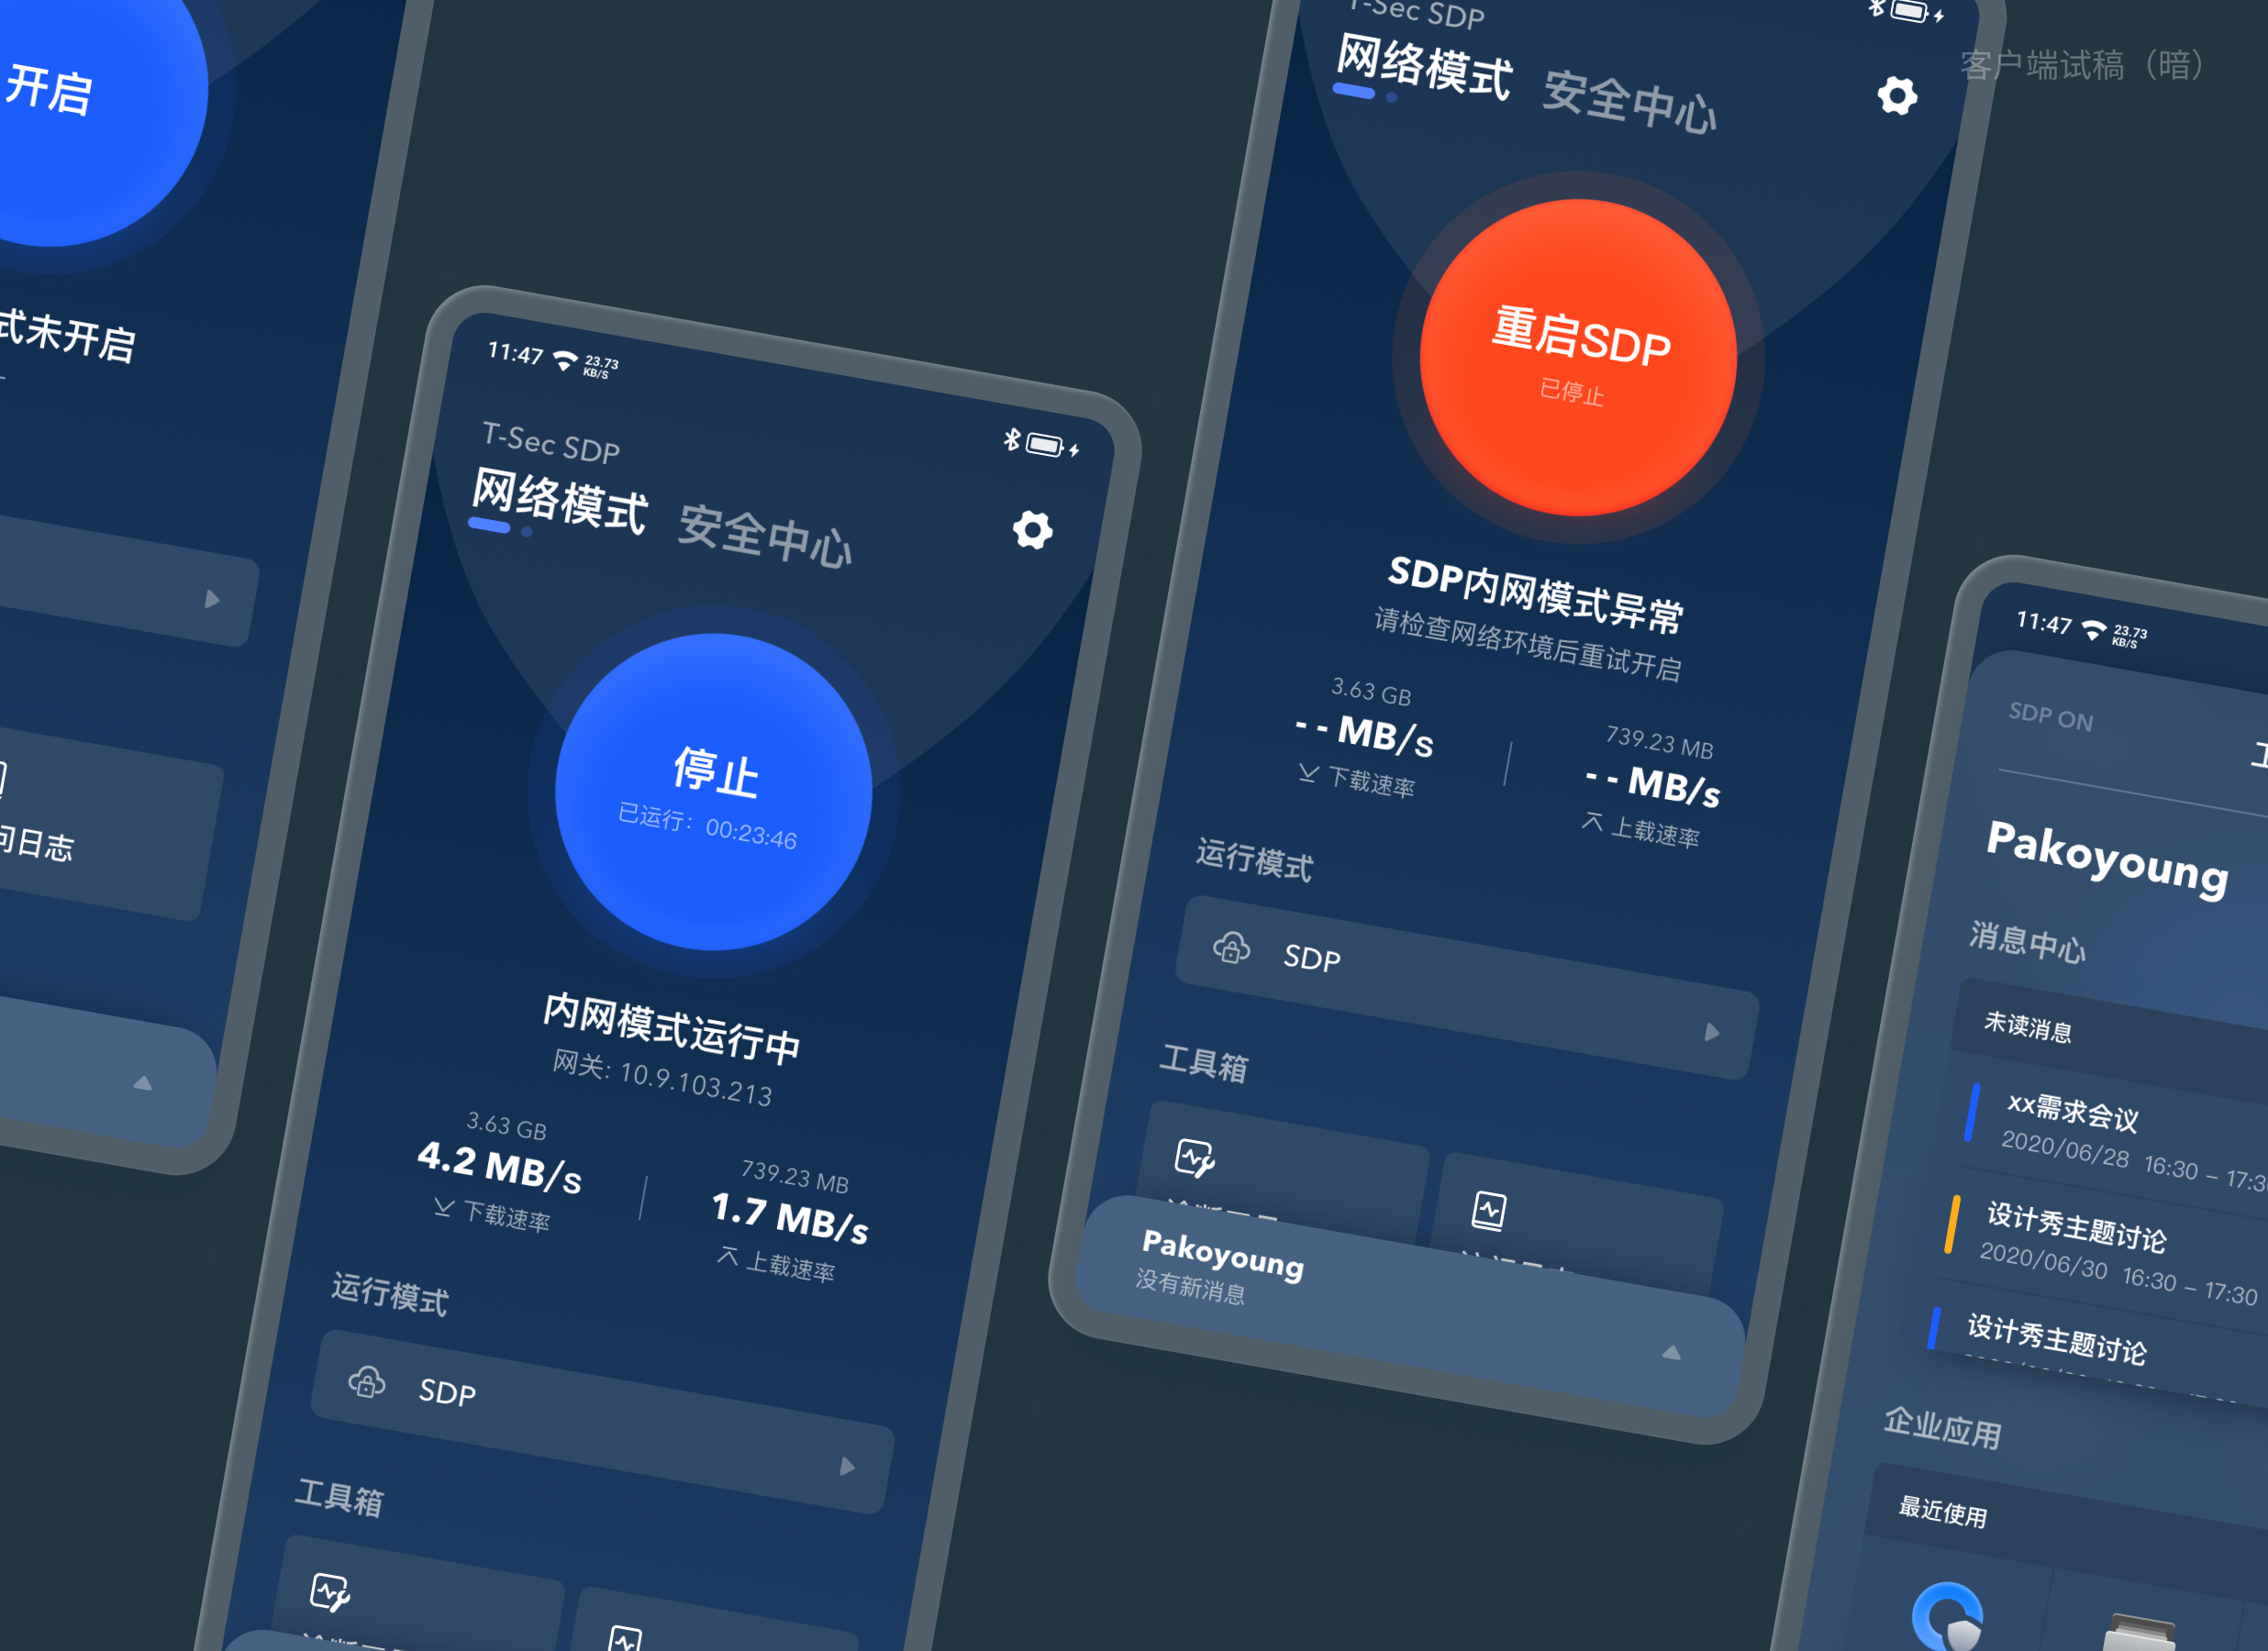 开启
式未开启
问日志
11:47
23.73
KB/S
T-Sec SDP
网络模式 安全中心
停止
已运行：00:23:46
内网模式运行中
网关: 10.9.103.213
3.63 GB
4.2 MB/s
下载速率
739.23 MB
1.7 MB/s
上载速率
运行模式
SDP
工具箱
T-Sec SDP
网络模式 安全中心
重启SDP
已停止
SDP内网模式异常
请检查网络环境后重试开启
3.63 GB
- - MB/s
下载速率
739.23 MB
- - MB/s
上载速率
运行模式
SDP
工具箱
Pakoyoung
没有新消息
客户端试稿（暗）
11:47
23.73
KB/S
SDP ON
Pakoyoung
消息中心
未读消息
xx需求会议
2020/06/28 16:30 – 17:3
设计秀主题讨论
2020/06/30 16:30 – 17:30
设计秀主题讨论
企业应用
最近使用